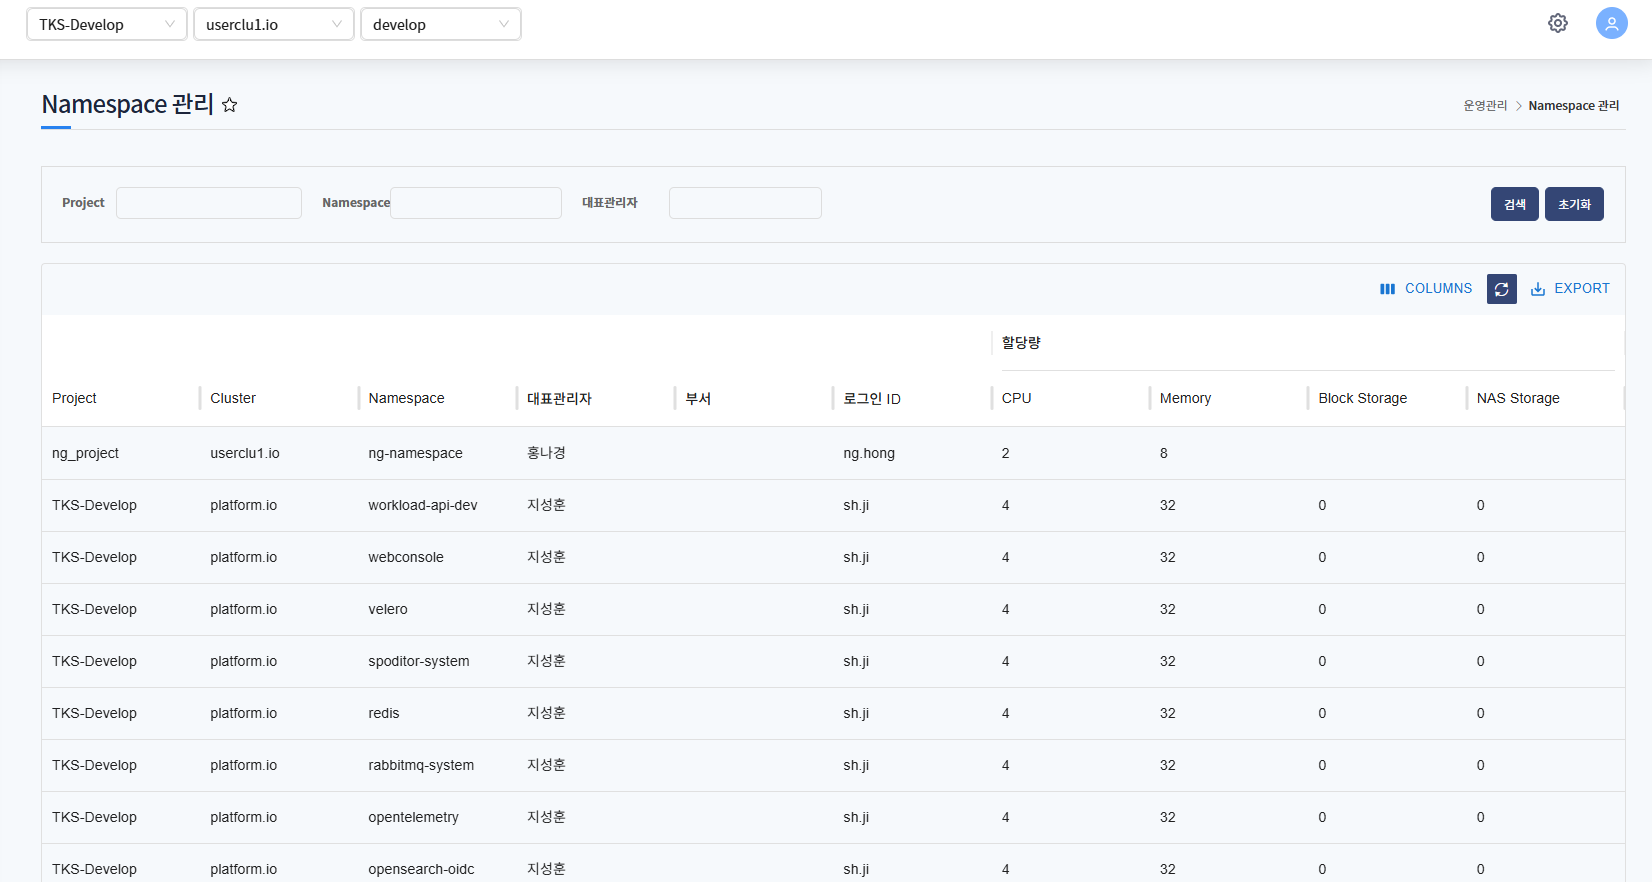 TKS-Develop userclu1.io develop
Namespace 관리
운영관리 > Namespace 관리
Project Namespace 대표관리자 검색 초기화
COLUMNS EXPORT
할당량
Project Cluster Namespace 대표관리자 부서 로그인 ID CPU Memory Block Storage NAS Storage
ng_project userclu1.io ng-namespace 홍나경 ng.hong 2 8
TKS-Develop platform.io workload-api-dev 지성훈 sh.ji 4 32 0 0
TKS-Develop platform.io webconsole 지성훈 sh.ji 4 32 0 0
TKS-Develop platform.io velero 지성훈 sh.ji 4 32 0 0
TKS-Develop platform.io spoditor-system 지성훈 sh.ji 4 32 0 0
TKS-Develop platform.io redis 지성훈 sh.ji 4 32 0 0
TKS-Develop platform.io rabbitmq-system 지성훈 sh.ji 4 32 0 0
TKS-Develop platform.io opentelemetry 지성훈 sh.ji 4 32 0 0
TKS-Develop platform.io opensearch-oidc 지성훈 sh.ji 4 32 0 0